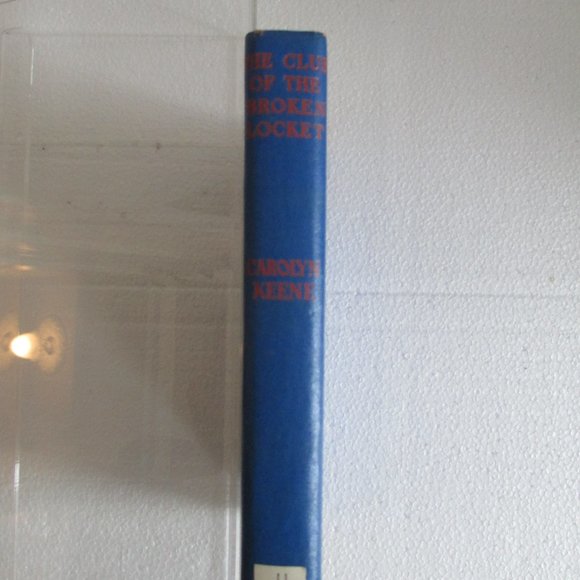 THE CLUE
OF THE
BROKEN
LOCKET
CAROLYN
KEENE